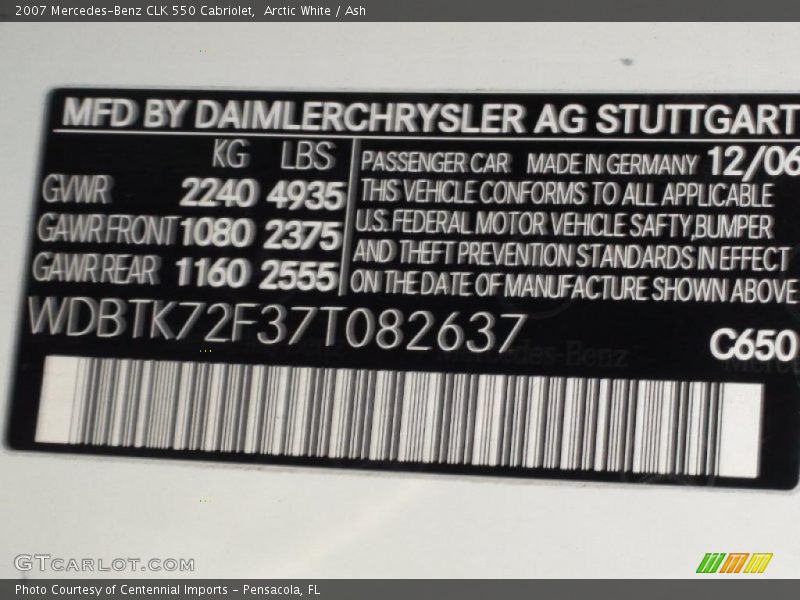 2007 Mercedes-Benz CLK 550 Cabriolet,  Arctic White / Ash
MFD BY DAIMLERCHRYSLER AG STUTTGART
KG LBS
GVWR 2240 4935
GAWR FRONT 1080 2375
GAWR REAR 1160 2555
PASSENGER CAR MADE IN GERMANY 12/06
THIS VEHICLE CONFORMS TO ALL APPLICABLE
U.S. FEDERAL MOTOR VEHICLE SAFTY,BUMPER
AND THEFT PREVENTION STANDARDS IN EFFECT
ON THE DATE OF MANUFACTURE SHOWN ABOVE
WDBTK72F37T082637
C650
GTCARLOT.COM
Photo Courtesy of Centennial Imports - Pensacola, FL